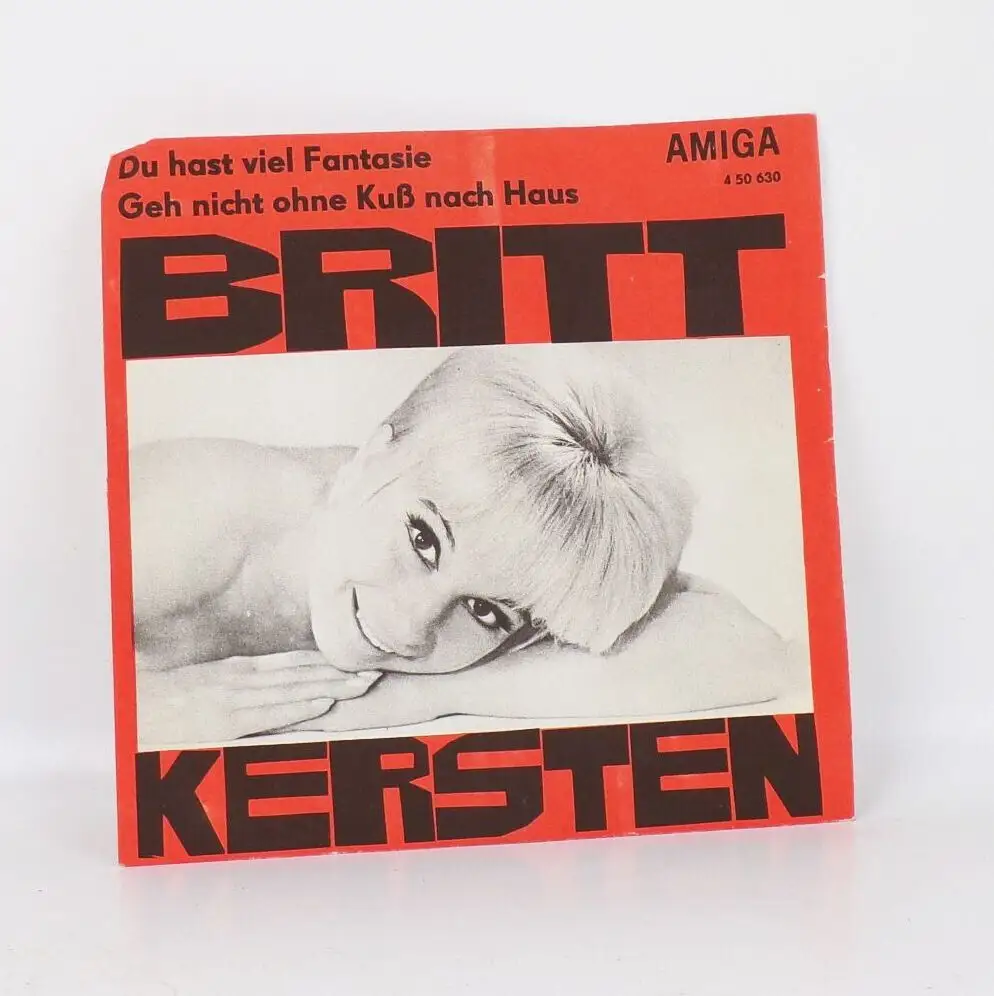 Du hast viel Fantasie
Geh nicht ohne Kuß nach Haus
AMIGA
4 50 630
BRITT
KERSTEN